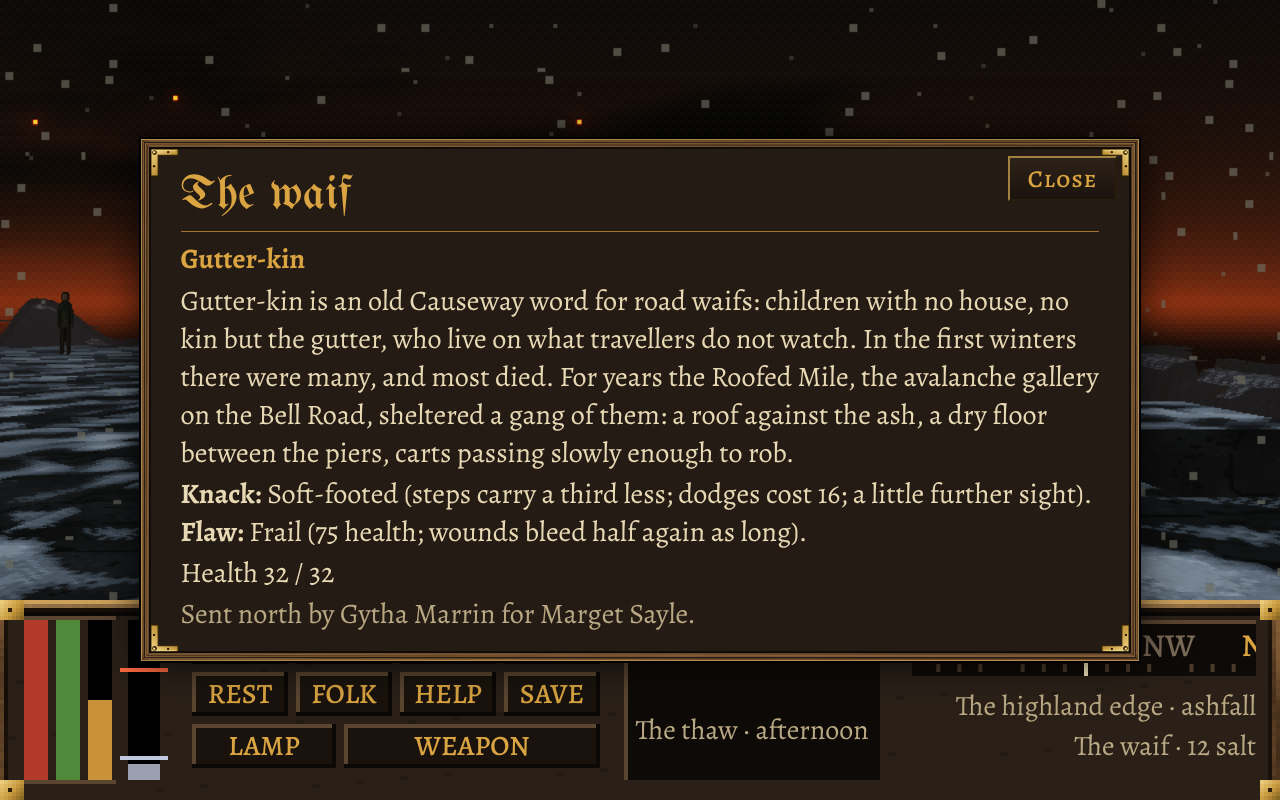 The waif
Close
Gutter-kin
Gutter-kin is an old Causeway word for road waifs: children with no house, no
kin but the gutter, who live on what travellers do not watch. In the first winters
there were many, and most died. For years the Roofed Mile, the avalanche gallery
on the Bell Road, sheltered a gang of them: a roof against the ash, a dry floor
between the piers, carts passing slowly enough to rob.
Knack: Soft-footed (steps carry a third less; dodges cost 16; a little further sight).
Flaw: Frail (75 health; wounds bleed half again as long).
Health 32 / 32
Sent north by Gytha Marrin for Marget Sayle.
NW
REST FOLK HELP SAVE
LAMP WEAPON
The thaw · afternoon
The highland edge · ashfall
The waif · 12 salt